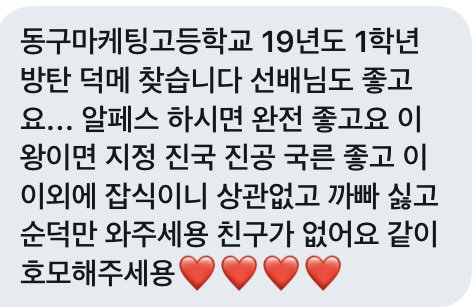 동구마케팅고등학교 19년도 1학년
방탄 덕메 찾습니다 선배님도 좋고
요... 알페스 하시면 완전 좋고요 이
왕이면 지정 진국 진공 국른 좋고 이
이외에 잡식이니 상관없고 까빠 싫고
순덕만 와주세용 친구가 없어요 같이
호모해주세용❤️❤️❤️❤️